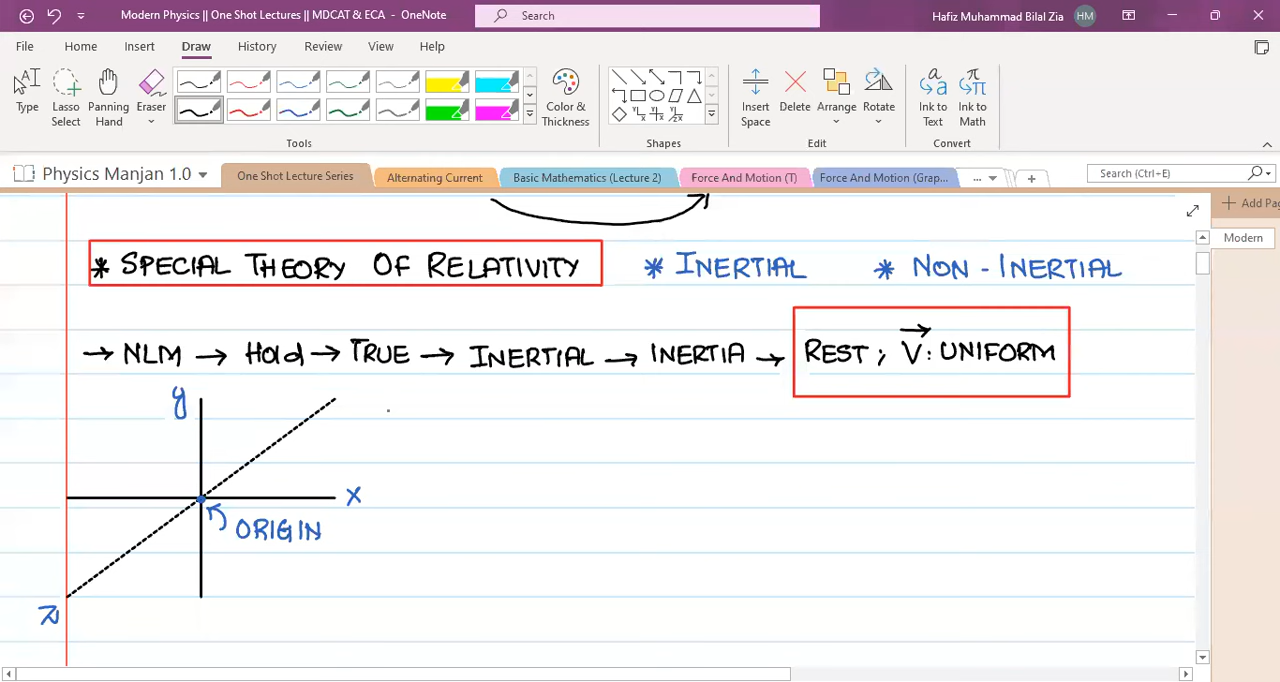 Modern Physics || One Shot Lectures || MDCAT & ECA - OneNote
Search
Hafiz Muhammad Bilal Zia HM
File Home Insert Draw History Review View Help
Type Lasso Select Panning Hand Eraser
Color & Thickness
Insert Space Delete Arrange Rotate
Ink to Text Ink to Math
Tools Shapes Edit Convert
Physics Manjan 1.0 One Shot Lecture Series Alternating Current Basic Mathematics (Lecture 2) Force And Motion (T) Force And Motion (Grap... ... + Search (Ctrl+E)
+ Add Pag
Modern
* SPECIAL THEORY OF RELATIVITY * INERTIAL * NON - INERTIAL
→ NLM → Hold → TRUE → INERTIAL → INERTIA → REST ; V⃗ : UNIFORM
y
x
ORIGIN
z